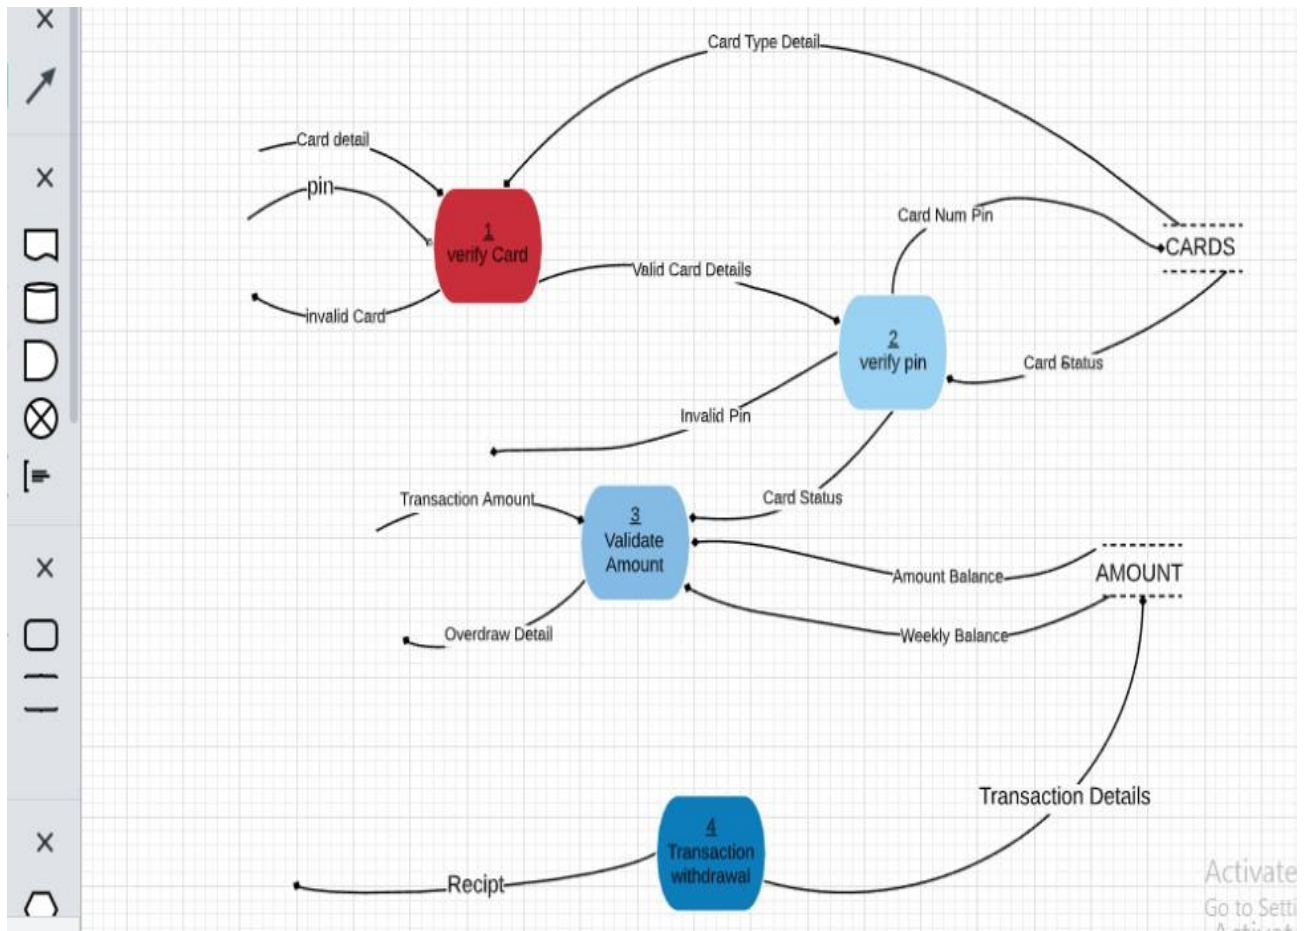 Card Type Detail
Card detail
pin
1
verify Card
Card Num Pin
CARDS
Valid Card Details
invalid Card
2
verify pin
Card Status
Invalid Pin
Transaction Amount
Card Status
3
Validate
Amount
Amount Balance
AMOUNT
Overdraw Detail
Weekly Balance
Transaction Details
4
Transaction
withdrawal
Recipt
Activate
Go to Setti